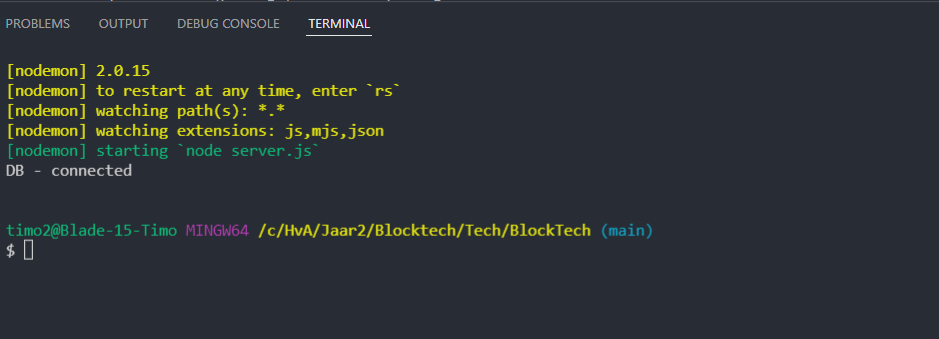 PROBLEMS OUTPUT DEBUG CONSOLE TERMINAL
[nodemon] 2.0.15
[nodemon] to restart at any time, enter `rs`
[nodemon] watching path(s): *.*
[nodemon] watching extensions: js,mjs,json
[nodemon] starting `node server.js`
DB - connected
timo2@Blade-15-Timo MINGW64 /c/HvA/Jaar2/Blocktech/Tech/BlockTech (main)
$